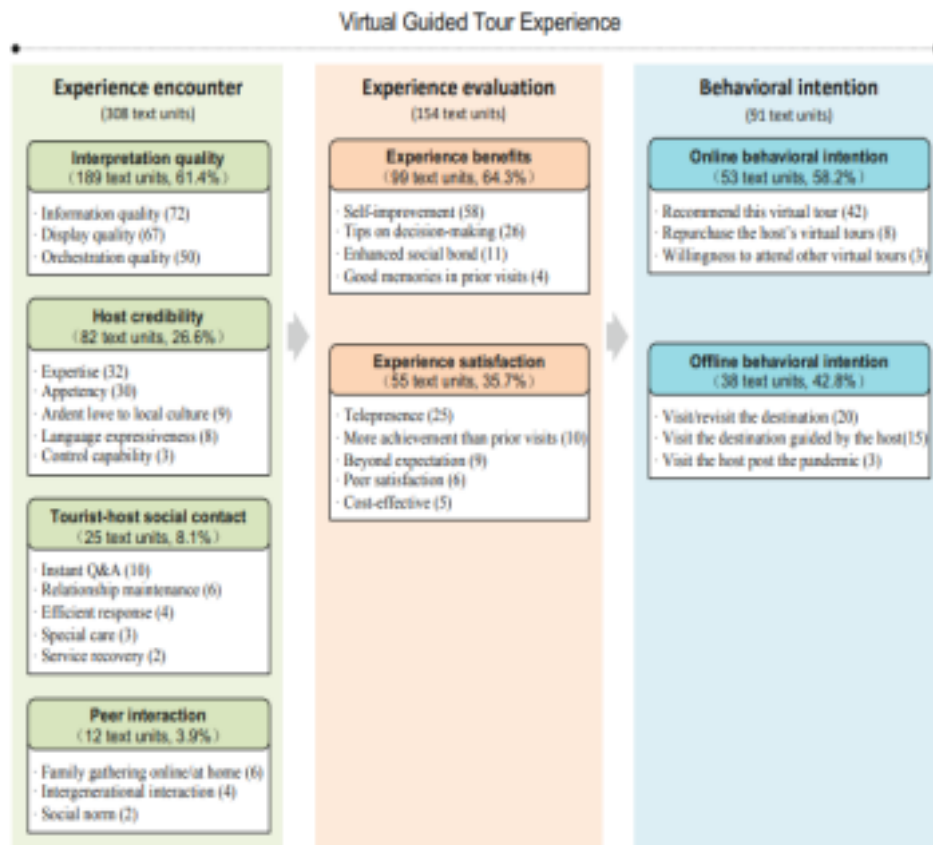 Virtual Guided Tour Experience
Experience encounter
(308 text units)
Interpretation quality
(189 text units, 61.4%)
· Information quality (72)
· Display quality (67)
· Orchestration quality (50)
Host credibility
(82 text units, 26.6%)
· Expertise (32)
· Appetency (30)
· Ardent love to local culture (9)
· Language expressiveness (8)
· Control capability (3)
Tourist-host social contact
(25 text units, 8.1%)
· Instant Q&A (10)
· Relationship maintenance (6)
· Efficient response (4)
· Special care (3)
· Service recovery (2)
Peer interaction
(12 text units, 3.9%)
· Family gathering online/at home (6)
· Intergenerational interaction (4)
· Social norm (2)
Experience evaluation
(154 text units)
Experience benefits
(99 text units, 64.3%)
· Self-improvement (58)
· Tips on decision-making (26)
· Enhanced social bond (11)
· Good memories in prior visits (4)
Experience satisfaction
(55 text units, 35.7%)
· Telepresence (25)
· More achievement than prior visits (10)
· Beyond expectation (9)
· Peer satisfaction (6)
· Cost-effective (5)
Behavioral intention
(91 text units)
Online behavioral intention
(53 text units, 58.2%)
· Recommend this virtual tour (42)
· Repurchase the host's virtual tours (8)
· Willingness to attend other virtual tours (3)
Offline behavioral intention
(38 text units, 42.8%)
· Visit/revisit the destination (20)
· Visit the destination guided by the host(15)
· Visit the host post the pandemic (3)